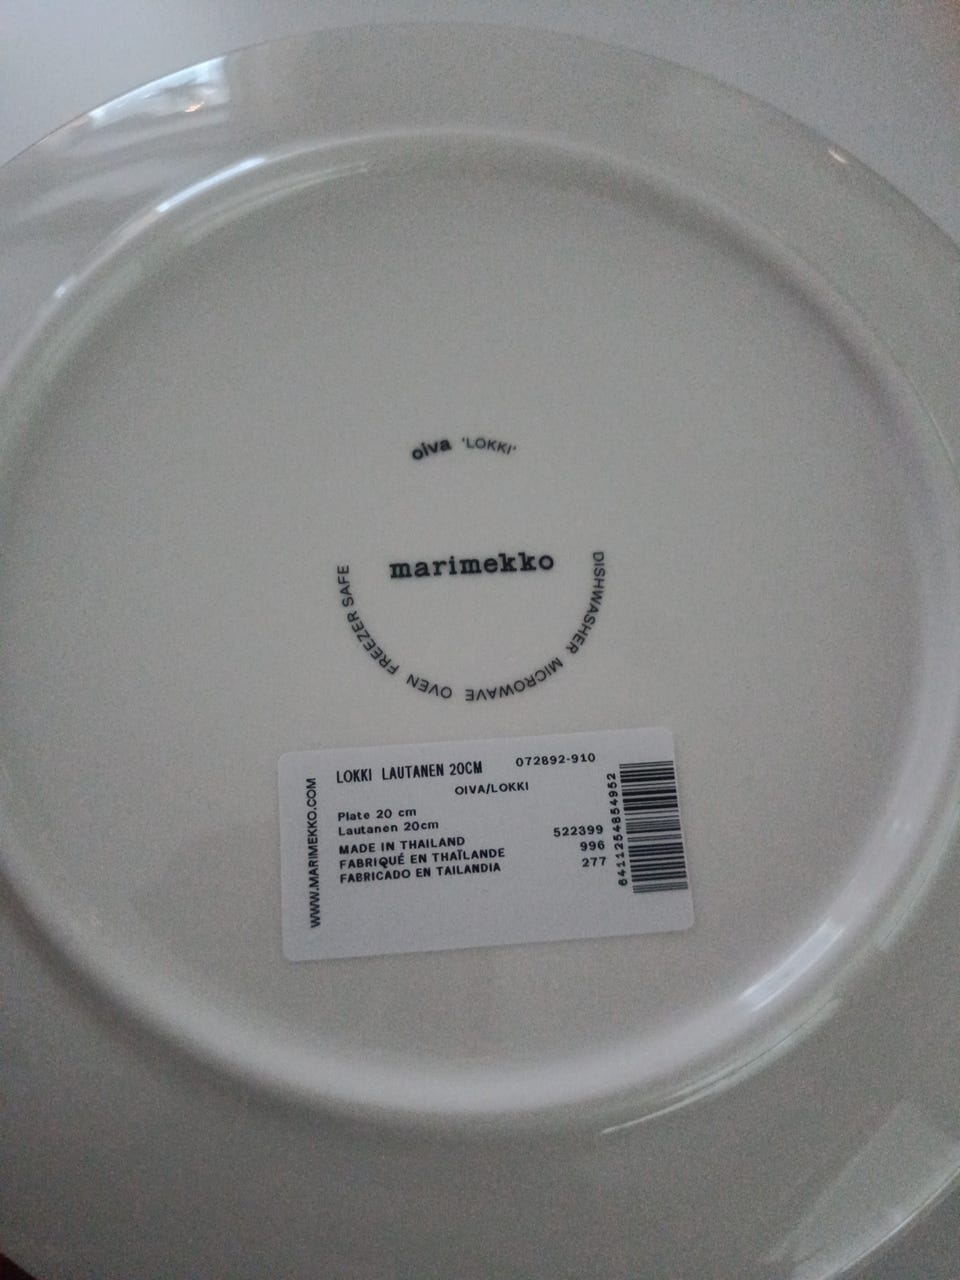 oiva 'LOKKI'
marimekko
DISHWASHER MICROWAVE OVEN FREEZER SAFE
WWW.MARIMEKKO.COM
LOKKI LAUTANEN 20CM
072892-910
OIVA/LOKKI
Plate 20 cm
Lautanen 20cm
MADE IN THAILAND
522399
FABRIQUÉ EN THAÏLANDE
996
FABRICADO EN TAILANDIA
277
6411254854952